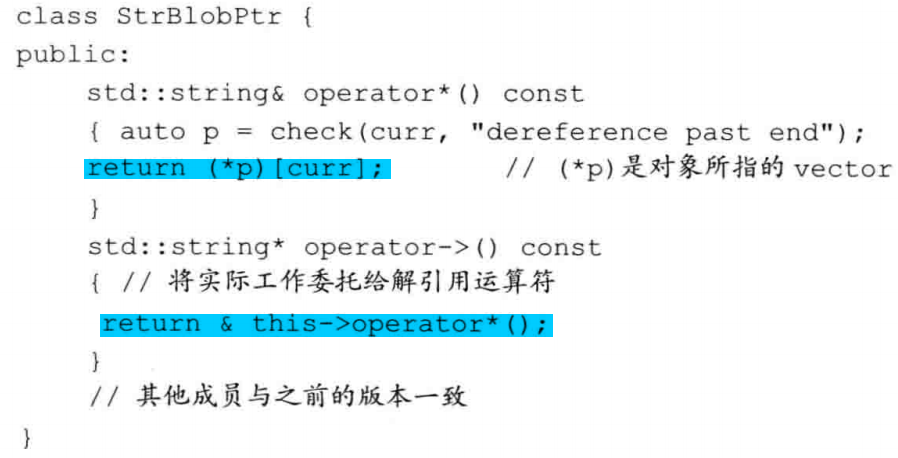 class StrBlobPtr {
public:
std::string& operator*() const
{ auto p = check(curr, "dereference past end");
return (*p)[curr]; // (*p)是对象所指的 vector
}
std::string* operator->() const
{ // 将实际工作委托给解引用运算符
return & this->operator*();
}
// 其他成员与之前的版本一致
}